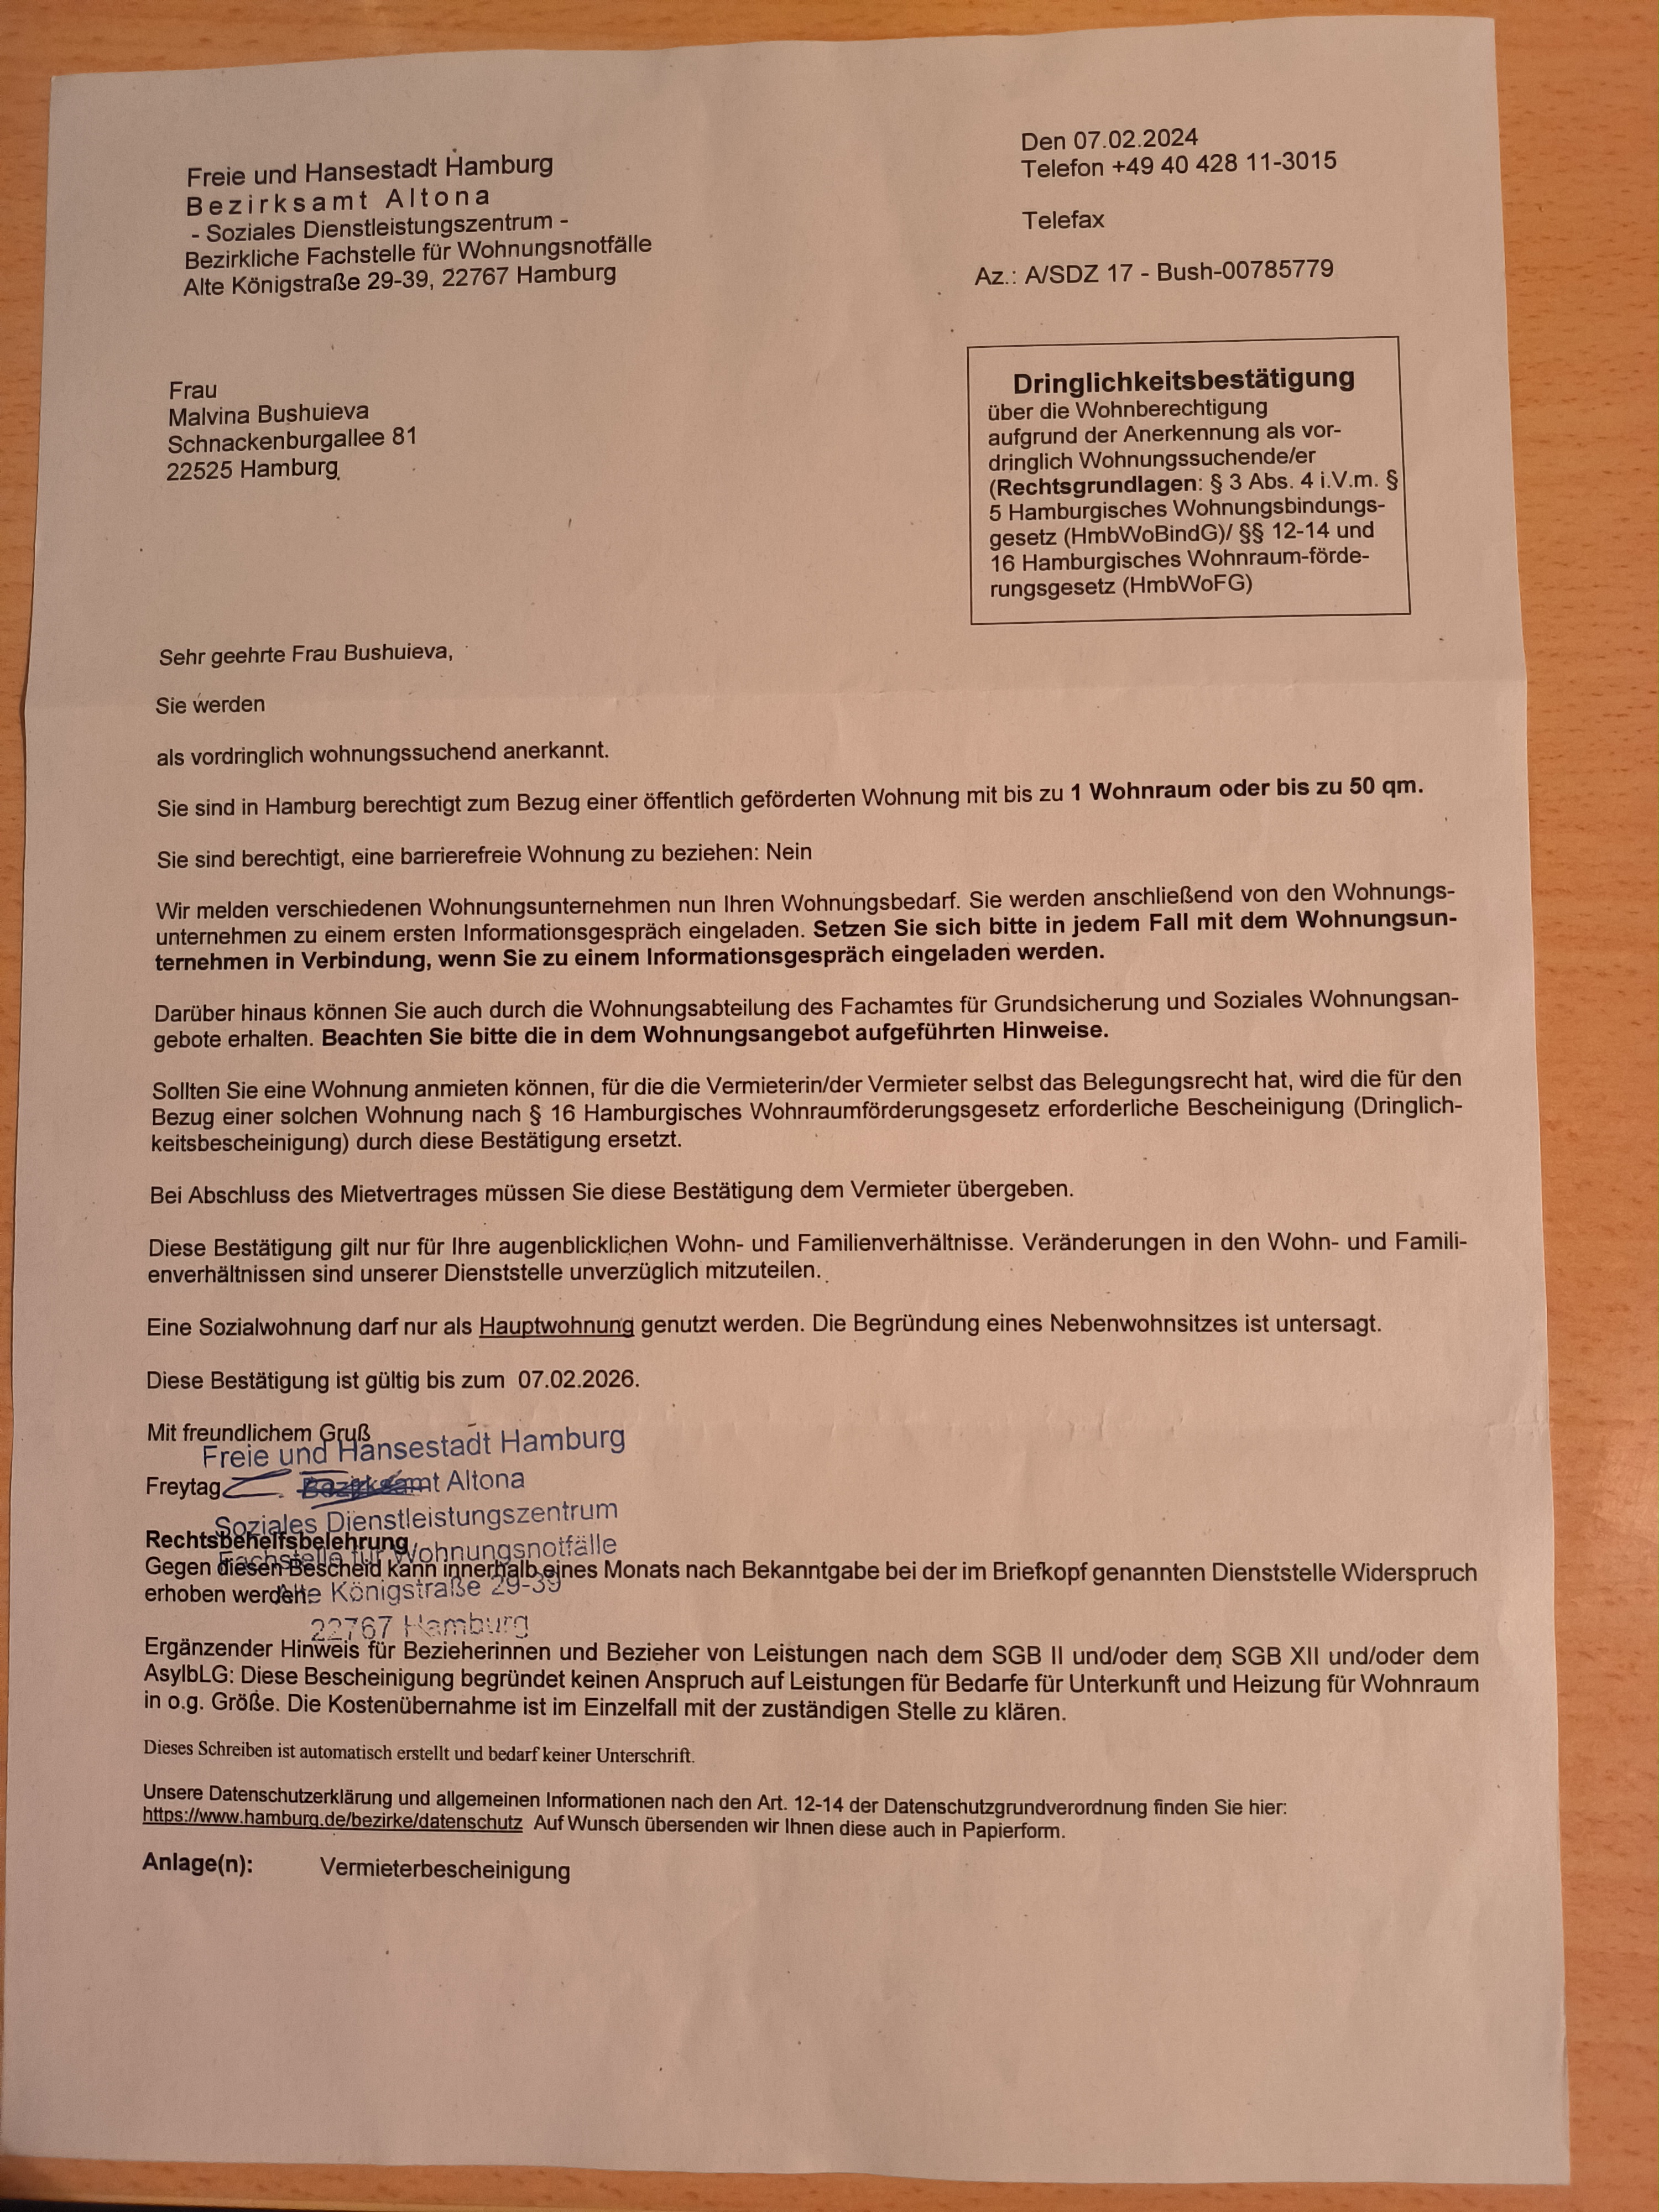 Freie und Hansestadt Hamburg
Bezirksamt Altona
- Soziales Dienstleistungszentrum -
Bezirkliche Fachstelle für Wohnungsnotfälle
Alte Königstraße 29-39, 22767 Hamburg
Den 07.02.2024
Telefon +49 40 428 11-3015
Telefax
Az.: A/SDZ 17 - Bush-00785779
Frau
Malvina Bushuieva
Schnackenburgallee 81
22525 Hamburg
Dringlichkeitsbestätigung
über die Wohnberechtigung
aufgrund der Anerkennung als vor-
dringlich Wohnungssuchende/er
(Rechtsgrundlagen: § 3 Abs. 4 i.V.m. §
5 Hamburgisches Wohnungsbindungs-
gesetz (HmbWoBindG)/ §§ 12-14 und
16 Hamburgisches Wohnraum-förde-
rungsgesetz (HmbWoFG)
Sehr geehrte Frau Bushuieva,
Sie werden
als vordringlich wohnungssuchend anerkannt.
Sie sind in Hamburg berechtigt zum Bezug einer öffentlich geförderten Wohnung mit bis zu 1 Wohnraum oder bis zu 50 qm.
Sie sind berechtigt, eine barrierefreie Wohnung zu beziehen: Nein
Wir melden verschiedenen Wohnungsunternehmen nun Ihren Wohnungsbedarf. Sie werden anschließend von den Wohnungs-
unternehmen zu einem ersten Informationsgespräch eingeladen. Setzen Sie sich bitte in jedem Fall mit dem Wohnungsun-
ternehmen in Verbindung, wenn Sie zu einem Informationsgespräch eingeladen werden.
Darüber hinaus können Sie auch durch die Wohnungsabteilung des Fachamtes für Grundsicherung und Soziales Wohnungsan-
gebote erhalten. Beachten Sie bitte die in dem Wohnungsangebot aufgeführten Hinweise.
Sollten Sie eine Wohnung anmieten können, für die die Vermieterin/der Vermieter selbst das Belegungsrecht hat, wird die für den
Bezug einer solchen Wohnung nach § 16 Hamburgisches Wohnraumförderungsgesetz erforderliche Bescheinigung (Dringlich-
keitsbescheinigung) durch diese Bestätigung ersetzt.
Bei Abschluss des Mietvertrages müssen Sie diese Bestätigung dem Vermieter übergeben.
Diese Bestätigung gilt nur für Ihre augenblicklichen Wohn- und Familienverhältnisse. Veränderungen in den Wohn- und Famili-
enverhältnissen sind unserer Dienststelle unverzüglich mitzuteilen.
Eine Sozialwohnung darf nur als Hauptwohnung genutzt werden. Die Begründung eines Nebenwohnsitzes ist untersagt.
Diese Bestätigung ist gültig bis zum 07.02.2026.
Mit freundlichem Gruß
Freie und Hansestadt Hamburg
Freytag
Bezirksamt Altona
Soziales Dienstleistungszentrum
Rechtsbehelfsbelehrung
Fachstelle für Wohnungsnotfälle
Gegen diesen Bescheid kann innerhalb eines Monats nach Bekanntgabe bei der im Briefkopf genannten Dienststelle Widerspruch
erhoben werden.
Alte Königstraße 29-39
22767 Hamburg
Ergänzender Hinweis für Bezieherinnen und Bezieher von Leistungen nach dem SGB II und/oder dem SGB XII und/oder dem
AsylbLG: Diese Bescheinigung begründet keinen Anspruch auf Leistungen für Bedarfe für Unterkunft und Heizung für Wohnraum
in o.g. Größe. Die Kostenübernahme ist im Einzelfall mit der zuständigen Stelle zu klären.
Dieses Schreiben ist automatisch erstellt und bedarf keiner Unterschrift.
Unsere Datenschutzerklärung und allgemeinen Informationen nach den Art. 12-14 der Datenschutzgrundverordnung finden Sie hier:
https://www.hamburg.de/bezirke/datenschutz Auf Wunsch übersenden wir Ihnen diese auch in Papierform.
Anlage(n): Vermieterbescheinigung